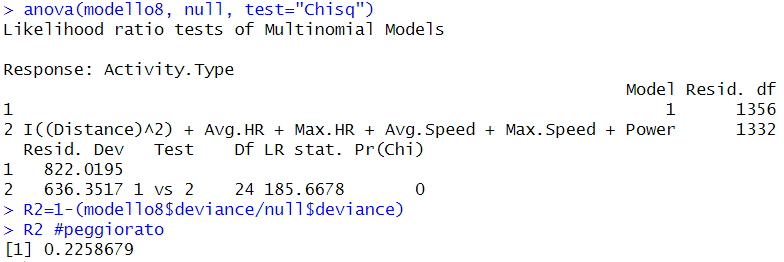 > anova(modello8, null, test="Chisq")
Likelihood ratio tests of Multinomial Models
Response: Activity.Type
Model Resid. df
1 1 1356
2 I((Distance)^2) + Avg.HR + Max.HR + Avg.Speed + Max.Speed + Power 1332
Resid. Dev Test Df LR stat. Pr(Chi)
1 822.0195
2 636.3517 1 vs 2 24 185.6678 0
> R2=1-(modello8$deviance/null$deviance)
> R2 #peggiorato
[1] 0.2258679